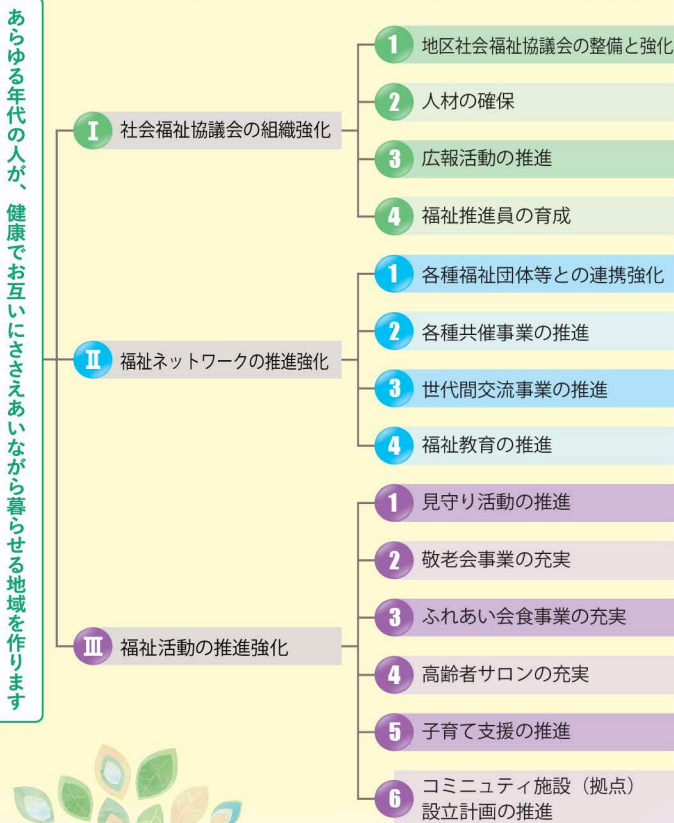 あらゆる年代の人が、健康でお互いにささえあいながら暮らせる地域を作ります
Ⅰ 社会福祉協議会の組織強化
1 地区社会福祉協議会の整備と強化
2 人材の確保
3 広報活動の推進
4 福祉推進員の育成
Ⅱ 福祉ネットワークの推進強化
1 各種福祉団体等との連携強化
2 各種共催事業の推進
3 世代間交流事業の推進
4 福祉教育の推進
Ⅲ 福祉活動の推進強化
1 見守り活動の推進
2 敬老会事業の充実
3 ふれあい会食事業の充実
4 高齢者サロンの充実
5 子育て支援の推進
6 コミニュティ施設（拠点）
設立計画の推進